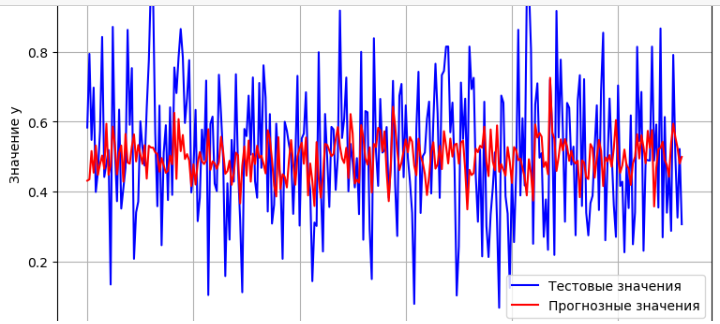 0.8
0.6
0.4
0.2
Значение y
Тестовые значения
Прогнозные значения